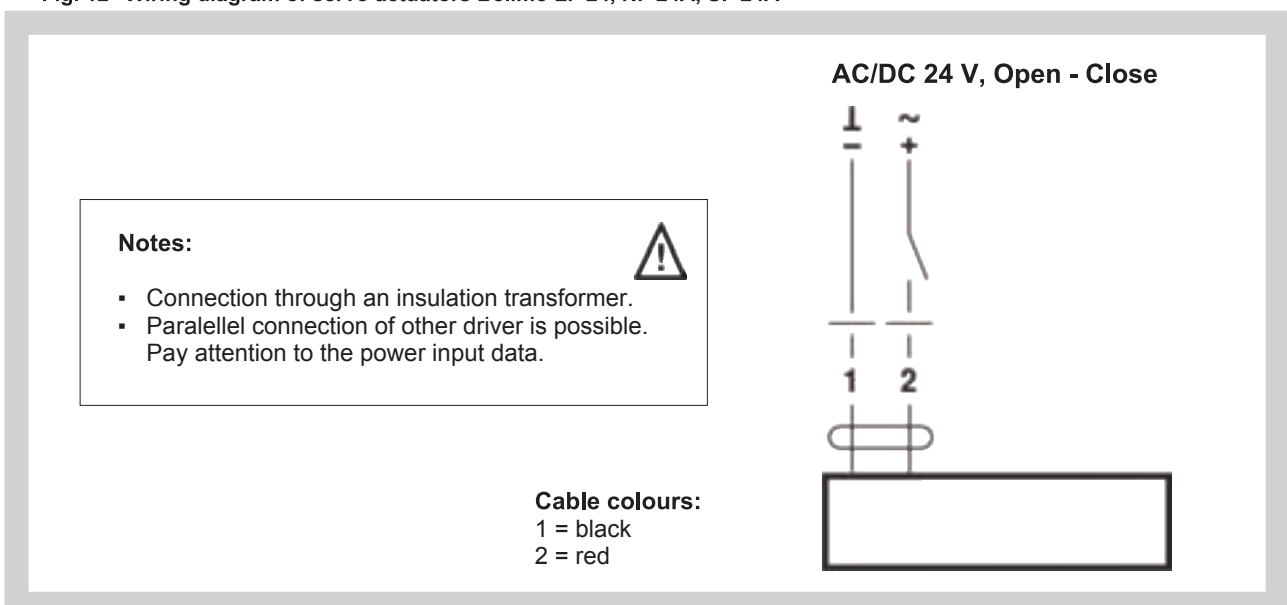 AC/DC 24 V, Open - Close
⊥ ~
− +
Notes:
▪ Connection through an insulation transformer.
▪ Paralellel connection of other driver is possible.
Pay attention to the power input data.
1 2
Cable colours:
1 = black
2 = red